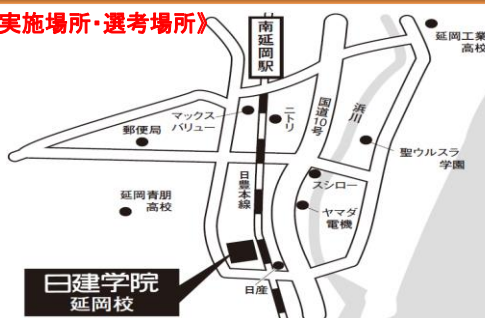 実施場所・選考場所》
南延岡駅
延岡工業
高校
マックス
バリュー
ニトリ
国道10号
浜川
郵便局
聖ウルスラ
学園
日豊本線
スシロー
延岡青朋
高校
ヤマダ
電機
日建学院
延岡校
日産